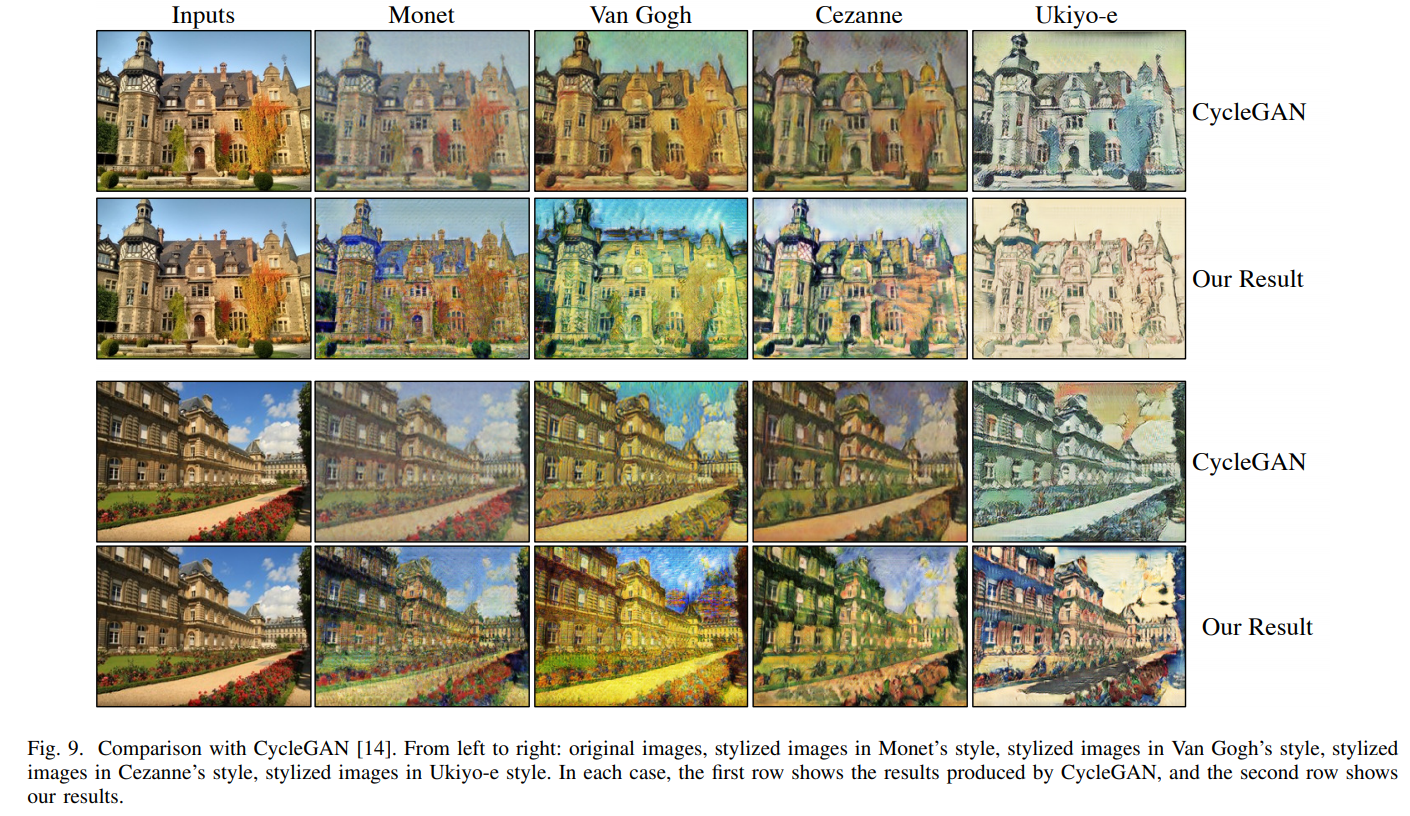 Inputs Monet Van Gogh Cezanne Ukiyo-e
CycleGAN
Our Result
CycleGAN
Our Result
Fig. 9. Comparison with CycleGAN [14]. From left to right: original images, stylized images in Monet's style, stylized images in Van Gogh's style, stylized
images in Cezanne's style, stylized images in Ukiyo-e style. In each case, the first row shows the results produced by CycleGAN, and the second row shows
our results.